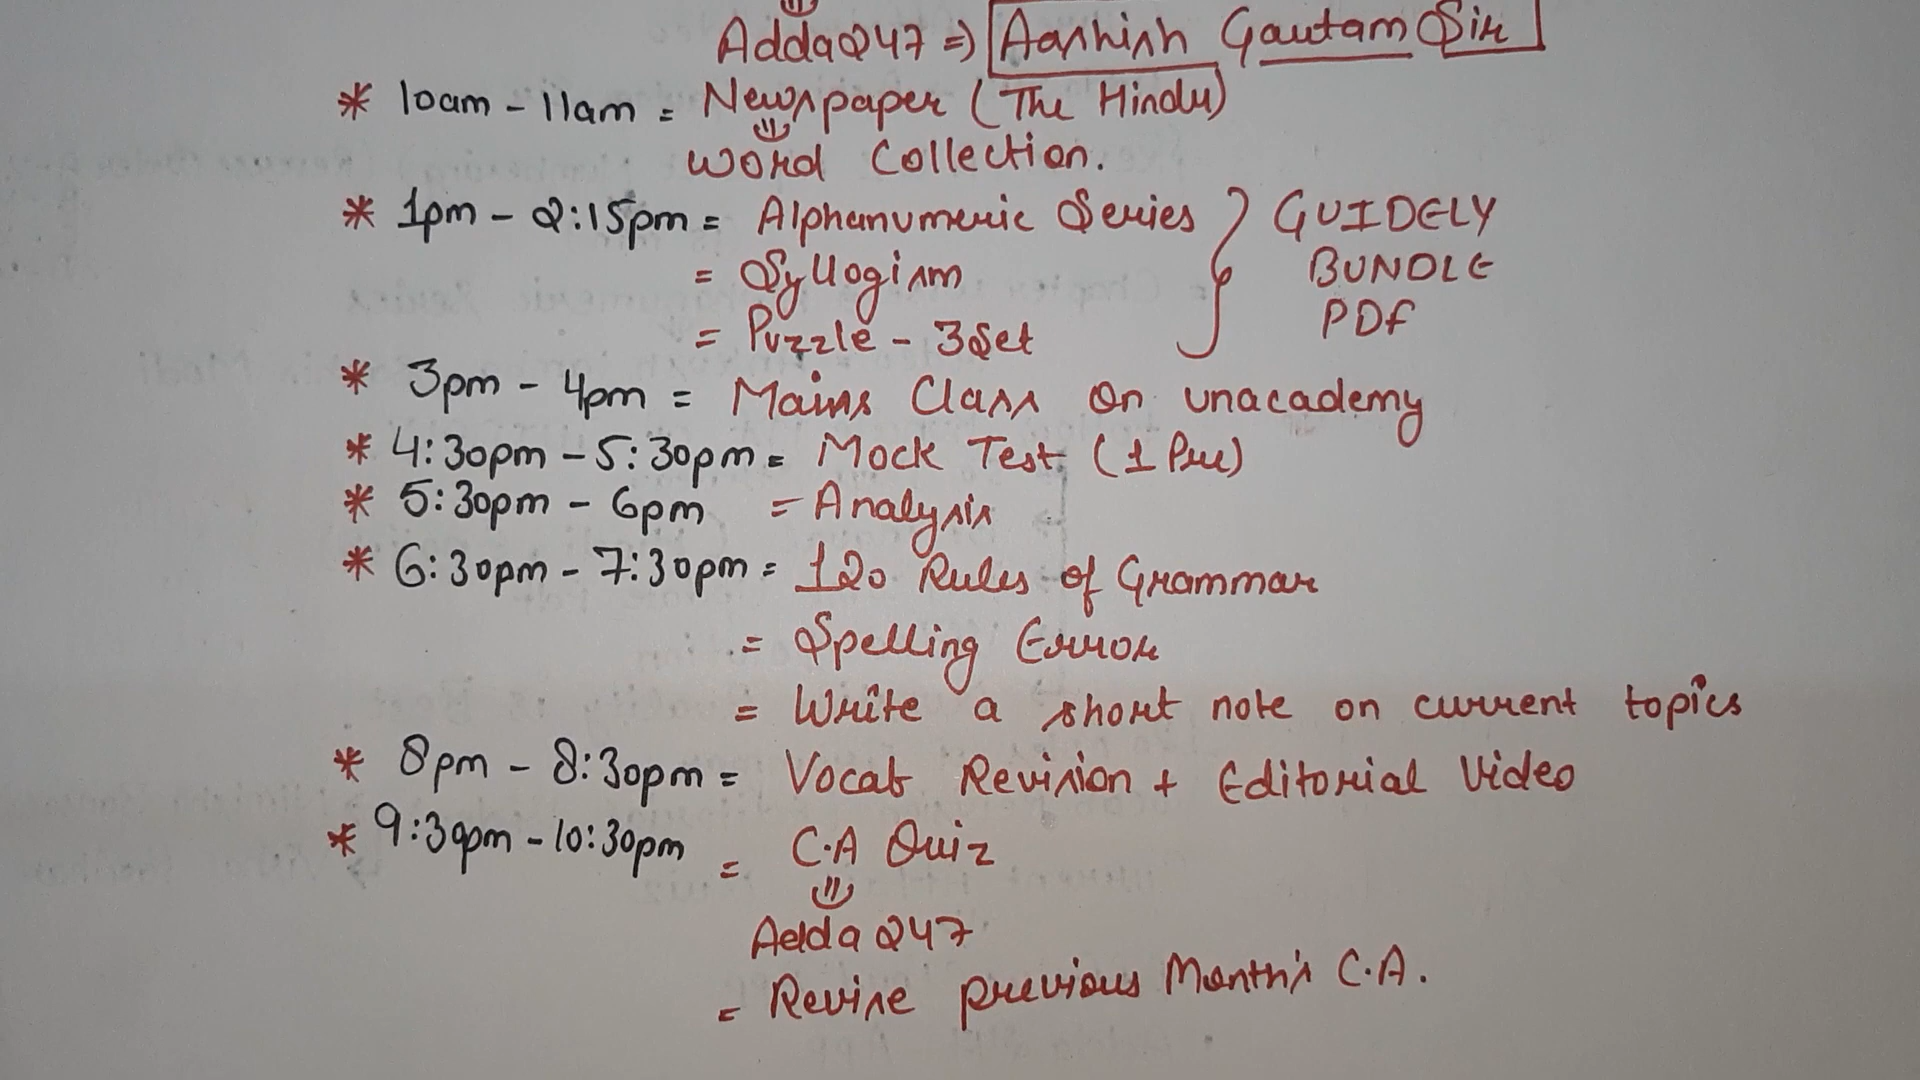 Adda247 => Aashish Gautam Sir
* 10am - 11am = Newspaper (The Hindu)
Word Collection.
* 1pm - 2:15pm = Alphanumeric Series } GUIDELY
= Syllogism BUNDLE
= Puzzle - 3 Set PDF
* 3pm - 4pm = Mains Class on unacademy
* 4:30pm - 5:30pm = Mock Test (1 Pre)
* 5:30pm - 6pm = Analysis
* 6:30pm - 7:30pm = 120 Rules of Grammar
= Spelling Error
= Write a short note on current topics
* 8pm - 8:30pm = Vocab Revision + Editorial Video
* 9:30pm - 10:30pm = C.A Quiz
Adda247
= Revise previous Month's C.A.